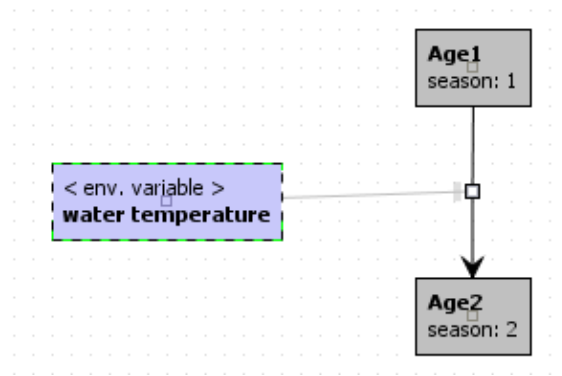 Age1
season: 1
< env. variable >
water temperature
Age2
season: 2